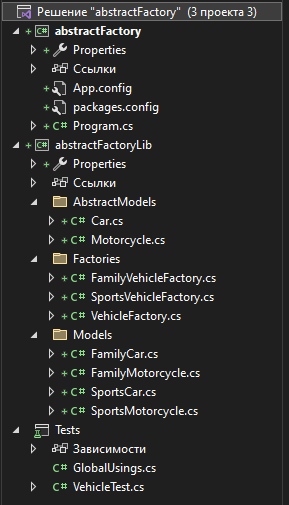 Решение "abstractFactory" (3 проекта 3)
abstractFactory
Properties
Ссылки
App.config
packages.config
C# Program.cs
abstractFactoryLib
Properties
Ссылки
AbstractModels
C# Car.cs
C# Motorcycle.cs
Factories
C# FamilyVehicleFactory.cs
C# SportsVehicleFactory.cs
C# VehicleFactory.cs
Models
C# FamilyCar.cs
C# FamilyMotorcycle.cs
C# SportsCar.cs
C# SportsMotorcycle.cs
Tests
Зависимости
C# GlobalUsings.cs
C# VehicleTest.cs